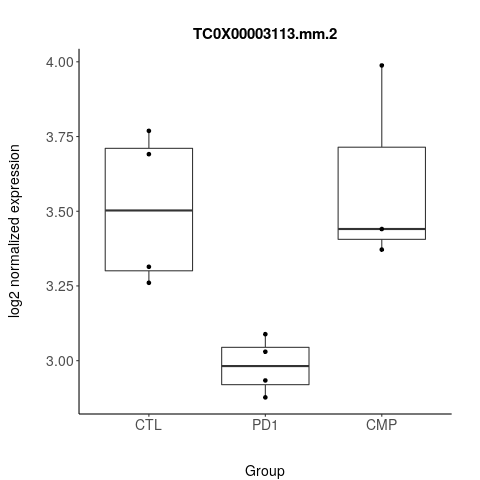 TC0X00003113.mm.2
log2 normalized expression
4.00
3.75
3.50
3.25
3.00
CTL PD1 CMP
Group